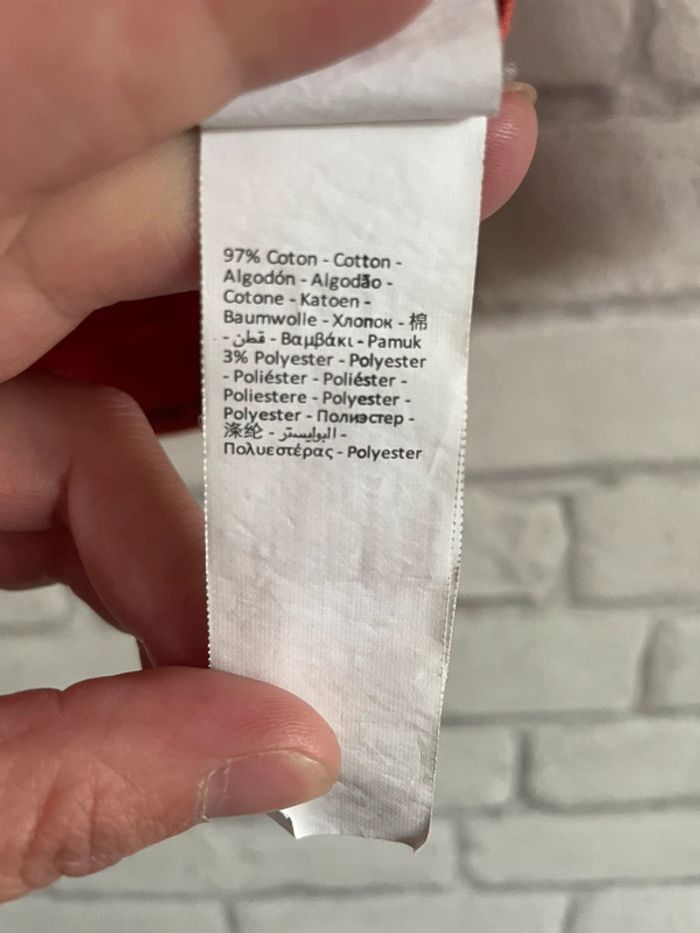 97% Coton - Cotton -
Algodón - Algodão -
Cotone - Katoen -
Baumwolle - Хлопок - 棉
- قطن - Βαμβάκι - Pamuk
3% Polyester - Polyester
- Poliéster - Poliéster -
Poliestere - Polyester -
Polyester - Полиэстер -
涤纶 - البوليستر -
Πολυεστέρας - Polyester